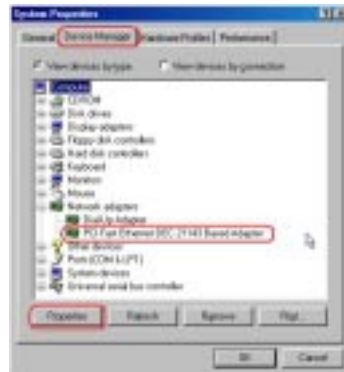 System Properties
General Device Manager Hardware Profiles Performance
View devices by type View devices by connection
Computer
CDROM
Disk drives
Display adapters
Floppy disk controllers
Hard disk controllers
Keyboard
Monitors
Mouse
Network adapters
Dial-Up Adapter
PCI Fast Ethernet DEC 21143 Based Adapter
Other devices
Ports (COM & LPT)
System devices
Universal serial bus controller
Properties Refresh Remove Print...
OK Cancel